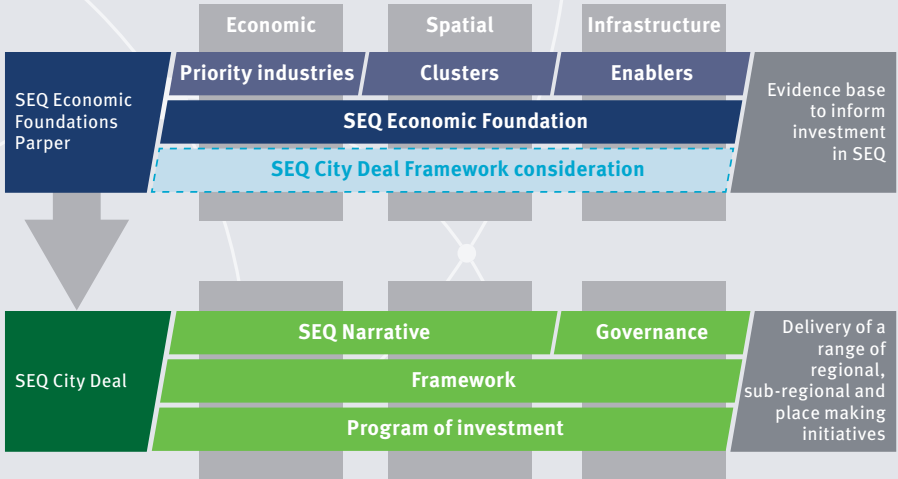 Economic
Spatial
Infrastructure
SEQ Economic
Foundations
Parper
Priority industries
Clusters
Enablers
SEQ Economic Foundation
SEQ City Deal Framework consideration
Evidence base
to inform
investment
in SEQ
SEQ City Deal
SEQ Narrative
Governance
Framework
Program of investment
Delivery of a
range of
regional,
sub-regional and
place making
initiatives